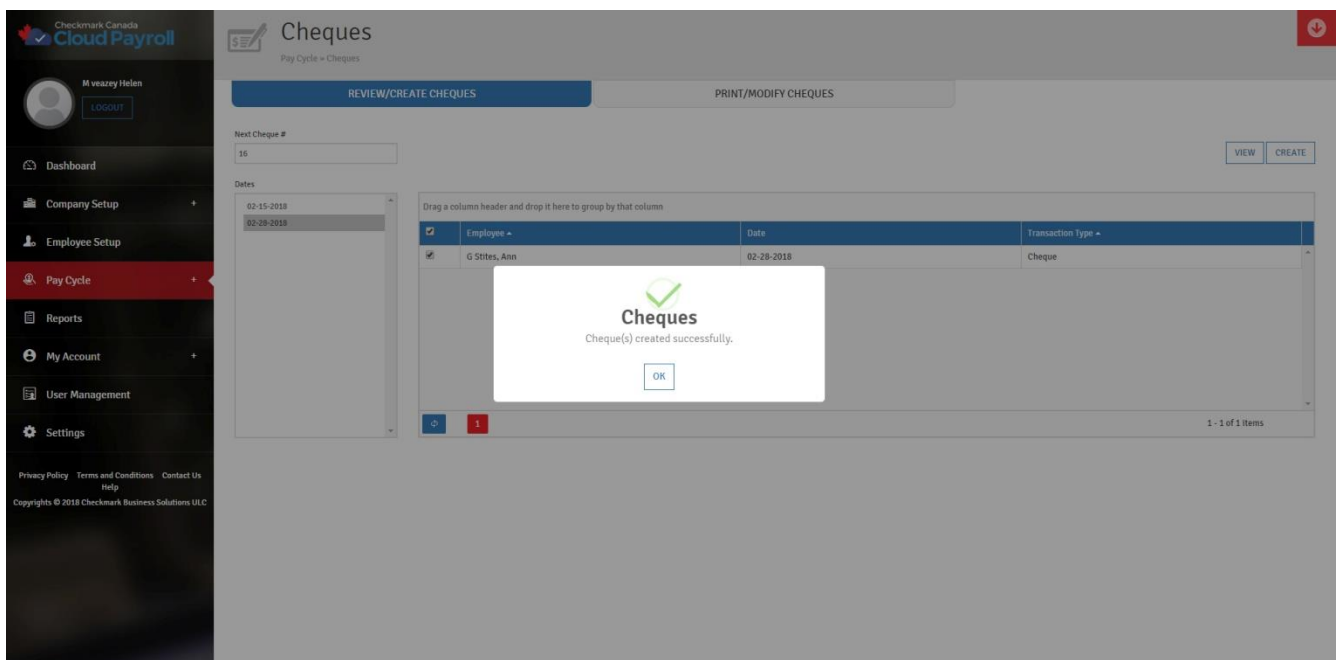 Checkmark Canada
Cloud Payroll
M veazey Helen
LOGOUT
Dashboard
Company Setup +
Employee Setup
Pay Cycle +
Reports
My Account +
User Management
Settings
Privacy Policy Terms and Conditions Contact Us
Help
Copyrights © 2018 Checkmark Business Solutions ULC
Cheques
Pay Cycle » Cheques
REVIEW/CREATE CHEQUES PRINT/MODIFY CHEQUES
Next Cheque #
16
VIEW CREATE
Dates
02-15-2018
02-28-2018
Drag a column header and drop it here to group by that column
Employee Date Transaction Type
G Stites, Ann 02-28-2018 Cheque
Cheques
Cheque(s) created successfully.
OK
1 1 - 1 of 1 items